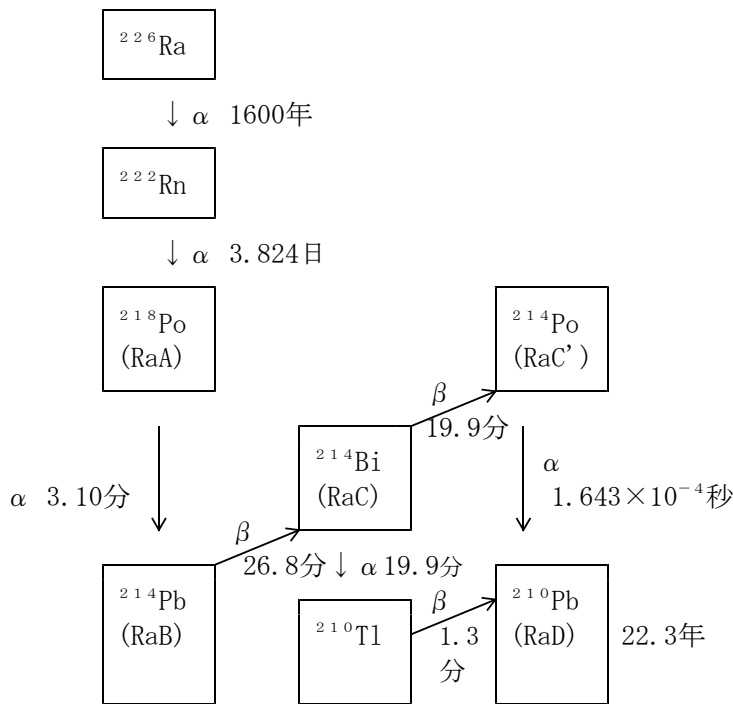 ²²⁶Ra
↓ α 1600年
²²²Rn
↓ α 3.824日
²¹⁸Po
(RaA)
²¹⁴Po
(RaC’)
β
19.9分
²¹⁴Bi
(RaC)
α 3.10分
α
1.643×10⁻⁴秒
β
26.8分↓α19.9分
²¹⁴Pb
(RaB)
²¹⁰Tl
β
1.3
分
²¹⁰Pb
(RaD)
22.3年